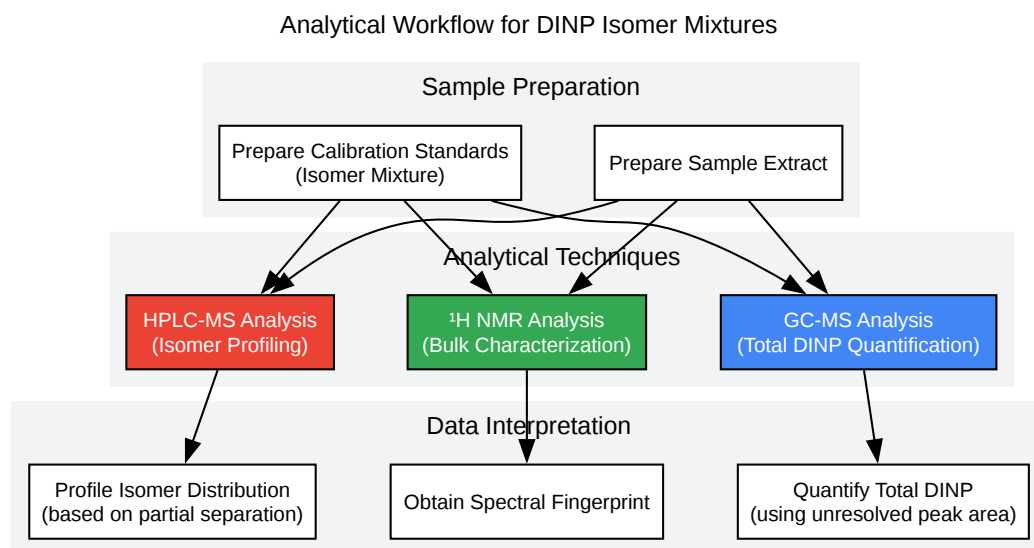 Analytical Workflow for DINP Isomer Mixtures
Sample Preparation
Prepare Calibration Standards
(Isomer Mixture)
Prepare Sample Extract
Analytical Techniques
HPLC-MS Analysis
(Isomer Profiling)
¹H NMR Analysis
(Bulk Characterization)
GC-MS Analysis
(Total DINP Quantification)
Data Interpretation
Profile Isomer Distribution
(based on partial separation)
Obtain Spectral Fingerprint
Quantify Total DINP
(using unresolved peak area)